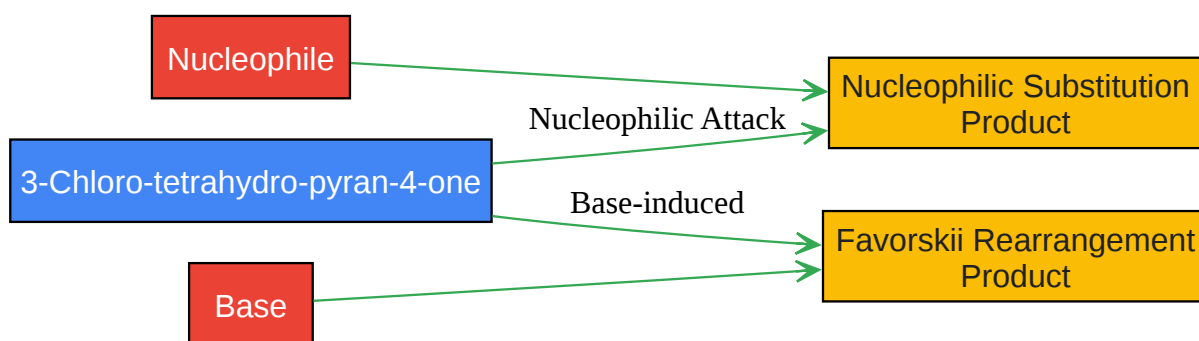 Nucleophile
Nucleophilic Substitution
Product
Nucleophilic Attack
3-Chloro-tetrahydro-pyran-4-one
Base-induced
Favorskii Rearrangement
Product
Base